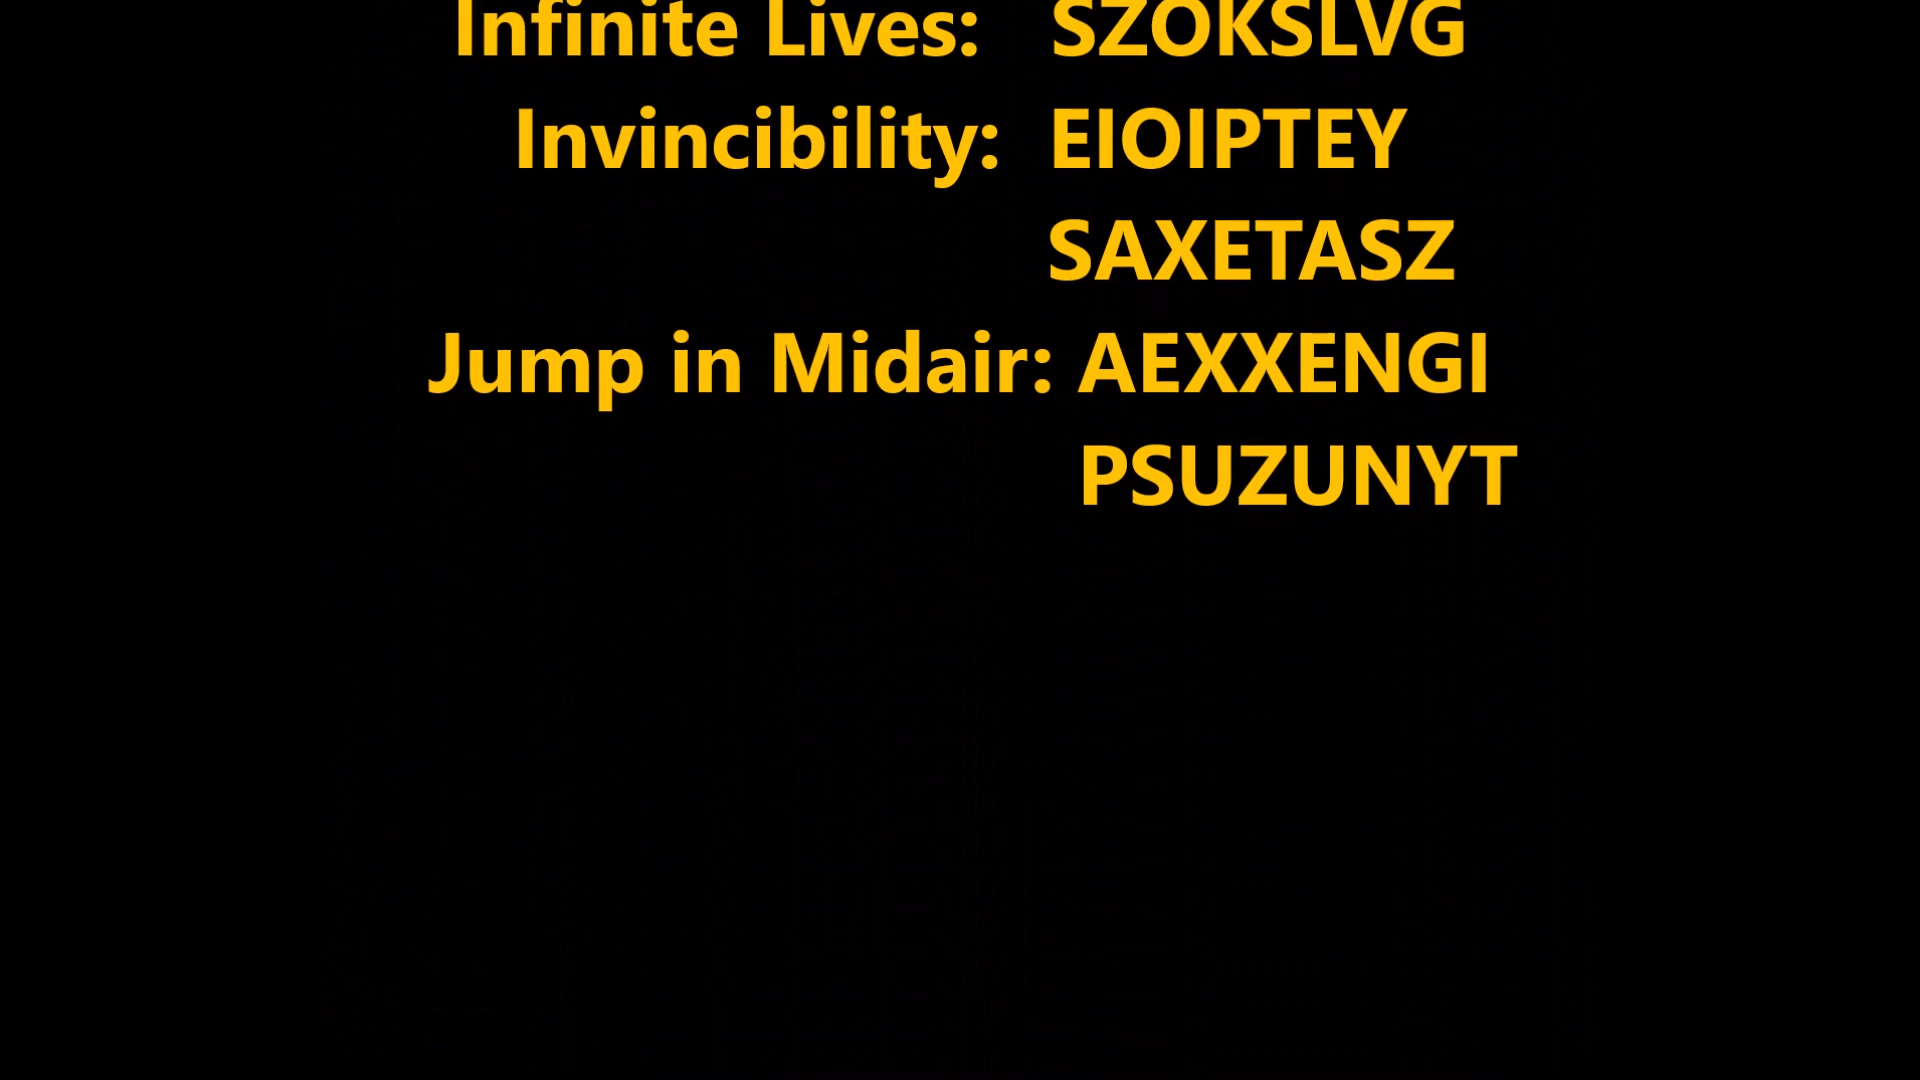 Infinite Lives: SZOKSLVG
Invincibility: EIOIPTEY
SAXETASZ
Jump in Midair: AEXXENGI
PSUZUNYT